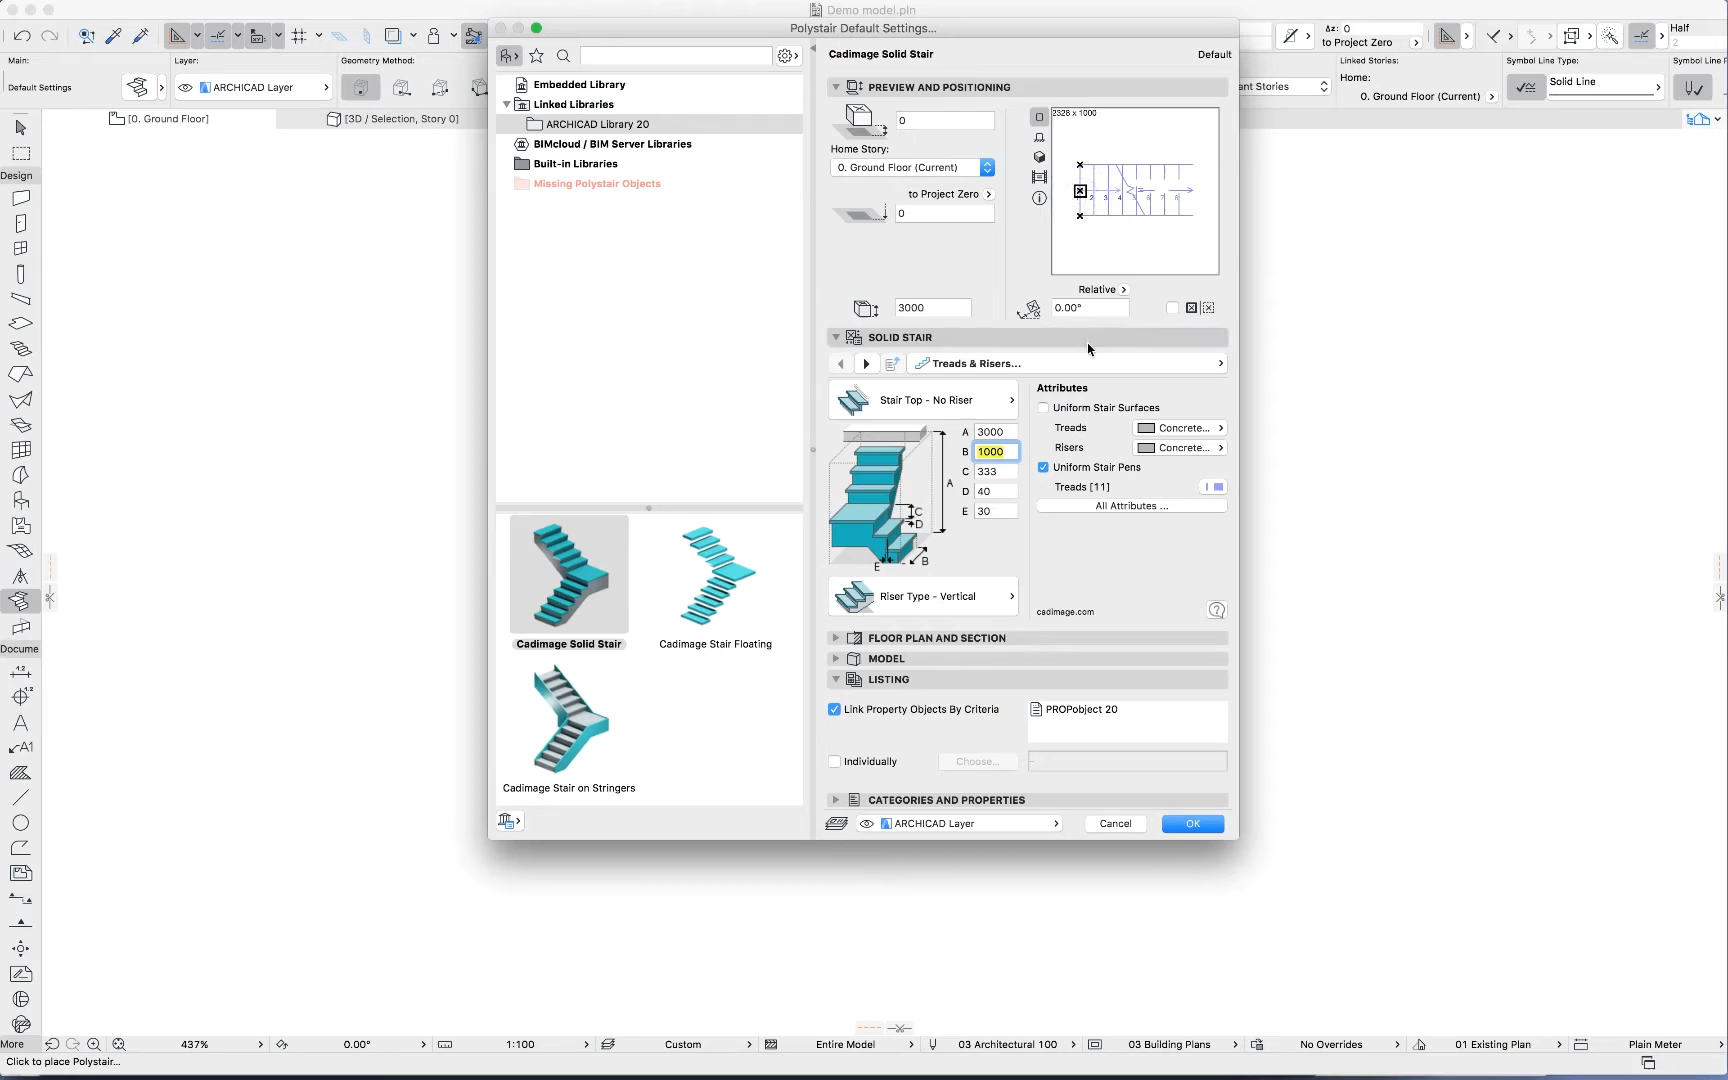 Demo model.pln
Polystair Default Settings...
Main:
Default Settings
Layer:
ARCHICAD Layer
Geometry Method:
[0. Ground Floor]
[3D / Selection, Story 0]
Δz: 0
to Project Zero
Half
2
ant Stories
Linked Stories:
Home:
0. Ground Floor (Current)
Symbol Line Type:
Solid Line
Symbol Line P
Embedded Library
Linked Libraries
ARCHICAD Library 20
BIMcloud / BIM Server Libraries
Built-in Libraries
Missing Polystair Objects
Cadimage Solid Stair
Cadimage Stair Floating
Cadimage Stair on Stringers
Cadimage Solid Stair
Default
PREVIEW AND POSITIONING
0
Home Story:
0. Ground Floor (Current)
to Project Zero
0
3000
2328 x 1000
Relative
0.00°
SOLID STAIR
Treads & Risers...
Stair Top - No Riser
A 3000
B 1000
C 333
D 40
E 30
A
C
D
B
E
Riser Type - Vertical
Attributes
Uniform Stair Surfaces
Treads
Concrete...
Risers
Concrete...
Uniform Stair Pens
Treads [11]
All Attributes ...
cadimage.com
FLOOR PLAN AND SECTION
MODEL
LISTING
Link Property Objects By Criteria
PROPobject 20
Individually
Choose...
CATEGORIES AND PROPERTIES
ARCHICAD Layer
Cancel
OK
Design
Docume
More
437%
0.00°
1:100
Custom
Entire Model
03 Architectural 100
03 Building Plans
No Overrides
01 Existing Plan
Plain Meter
Click to place Polystair...